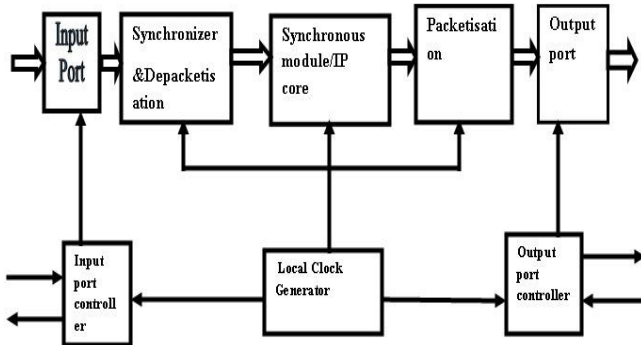 Input
Port
Synchronizer
&Depacketis
ation
Synchronous
module/IP
core
Packetisati
on
Output
port
Input
port
controll
er
Local Clock
Generator
Output
port
controller